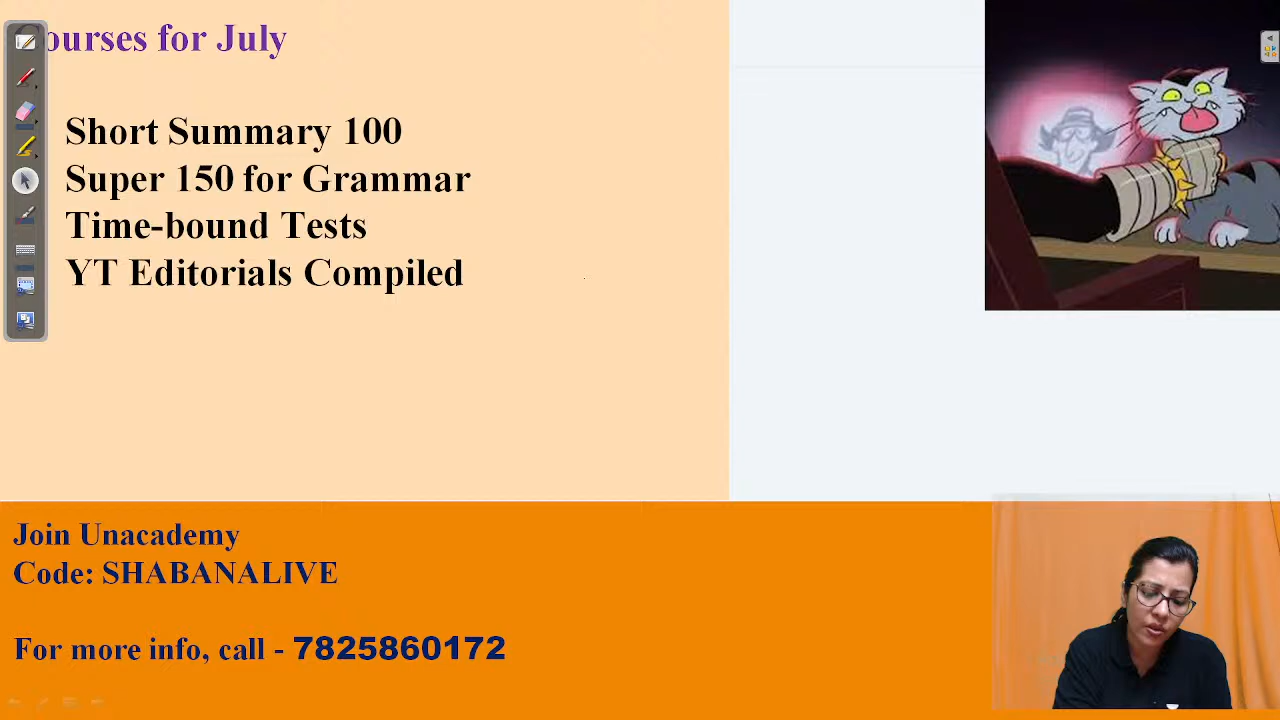 ourses for July
Short Summary 100
Super 150 for Grammar
Time-bound Tests
YT Editorials Compiled
Join Unacademy
Code: SHABANALIVE
For more info, call - 7825860172